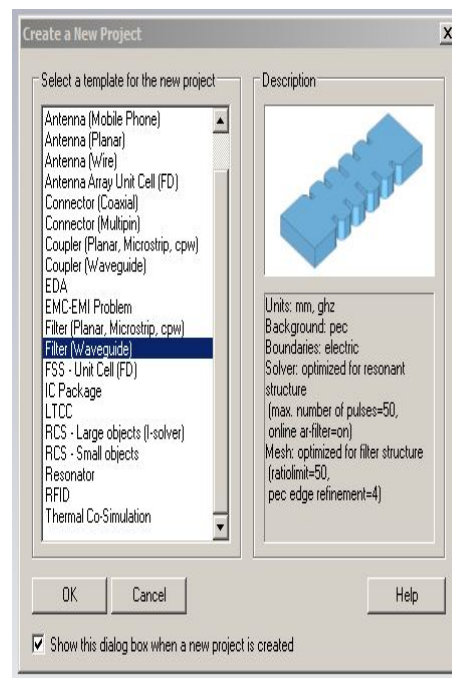 Create a New Project
X
Select a template for the new project
Antenna (Mobile Phone)
Antenna (Planar)
Antenna (Wire)
Antenna Array Unit Cell (FD)
Connector (Coaxial)
Connector (Multipin)
Coupler (Planar, Microstrip, cpw)
Coupler (Waveguide)
EDA
EMC-EMI Problem
Filter (Planar, Microstrip, cpw)
Filter (Waveguide)
FSS - Unit Cell (FD)
IC Package
LTCC
RCS - Large objects (I-solver)
RCS - Small objects
Resonator
RFID
Thermal Co-Simulation
Description
Units: mm, ghz
Background: pec
Boundaries: electric
Solver: optimized for resonant
structure
(max. number of pulses=50,
online ar-filter=on)
Mesh: optimized for filter structure
(ratiolimit=50,
pec edge refinement=4)
OK
Cancel
Help
Show this dialog box when a new project is created